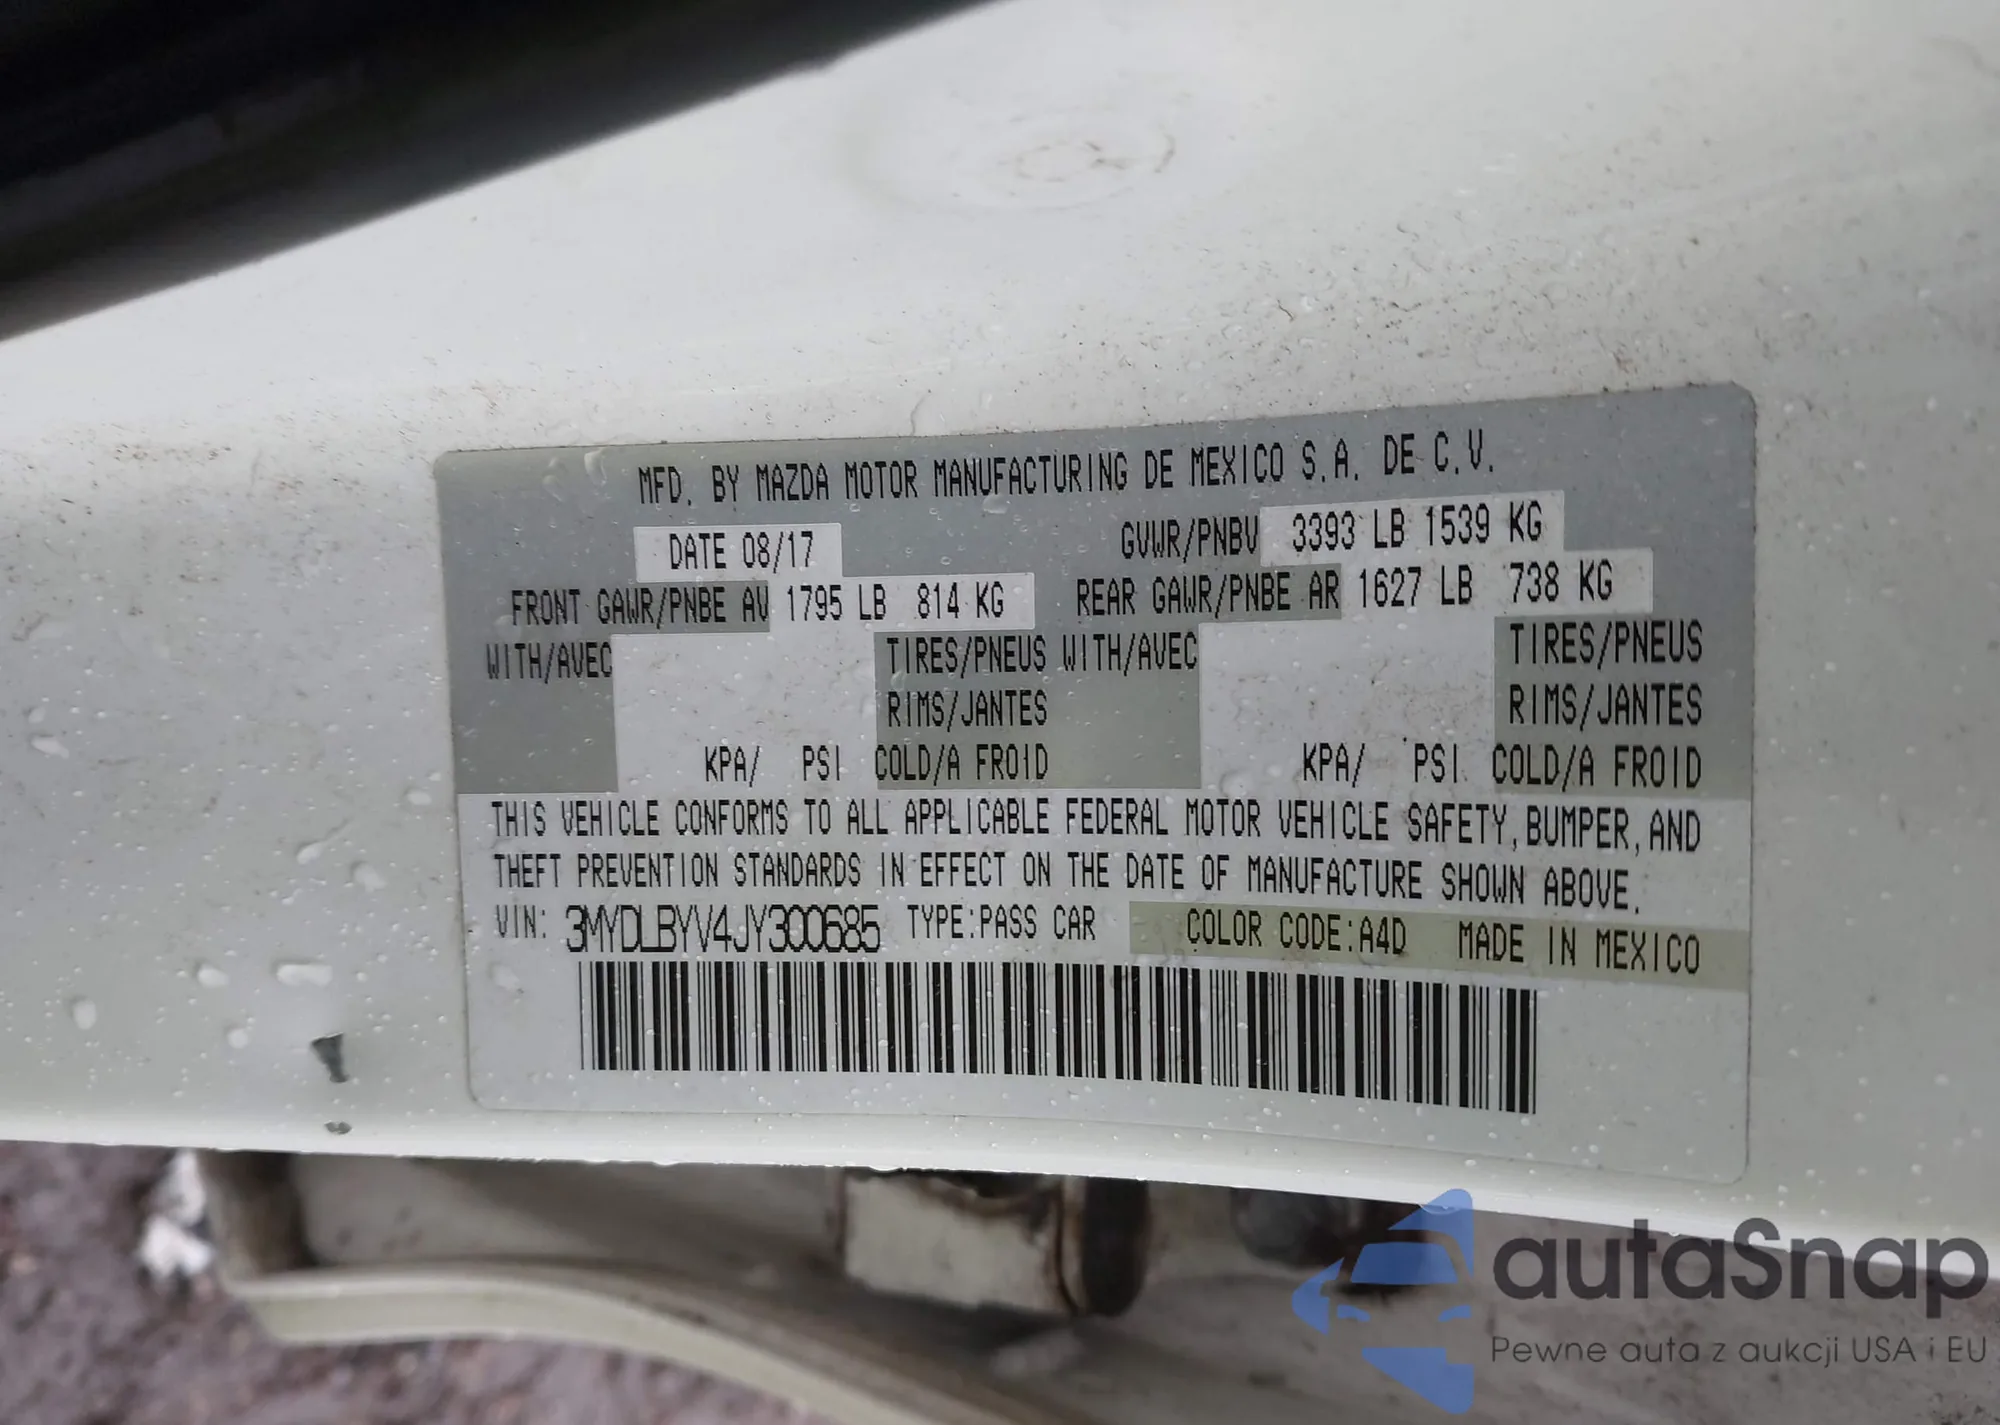 MFD. BY MAZDA MOTOR MANUFACTURING DE MEXICO S.A. DE C.V.
DATE 08/17 GVWR/PNBV 3393 LB 1539 KG
FRONT GAWR/PNBE AV 1795 LB 814 KG REAR GAWR/PNBE AR 1627 LB 738 KG
WITH/AVEC TIRES/PNEUS WITH/AVEC TIRES/PNEUS
RIMS/JANTES RIMS/JANTES
KPA/ PSI COLD/A FROID KPA/ PSI COLD/A FROID
THIS VEHICLE CONFORMS TO ALL APPLICABLE FEDERAL MOTOR VEHICLE SAFETY, BUMPER, AND
THEFT PREVENTION STANDARDS IN EFFECT ON THE DATE OF MANUFACTURE SHOWN ABOVE.
VIN: 3MYDLBYV4JY300685 TYPE:PASS CAR COLOR CODE:A4D MADE IN MEXICO
autaSnap
Pewne auta z aukcji USA i EU